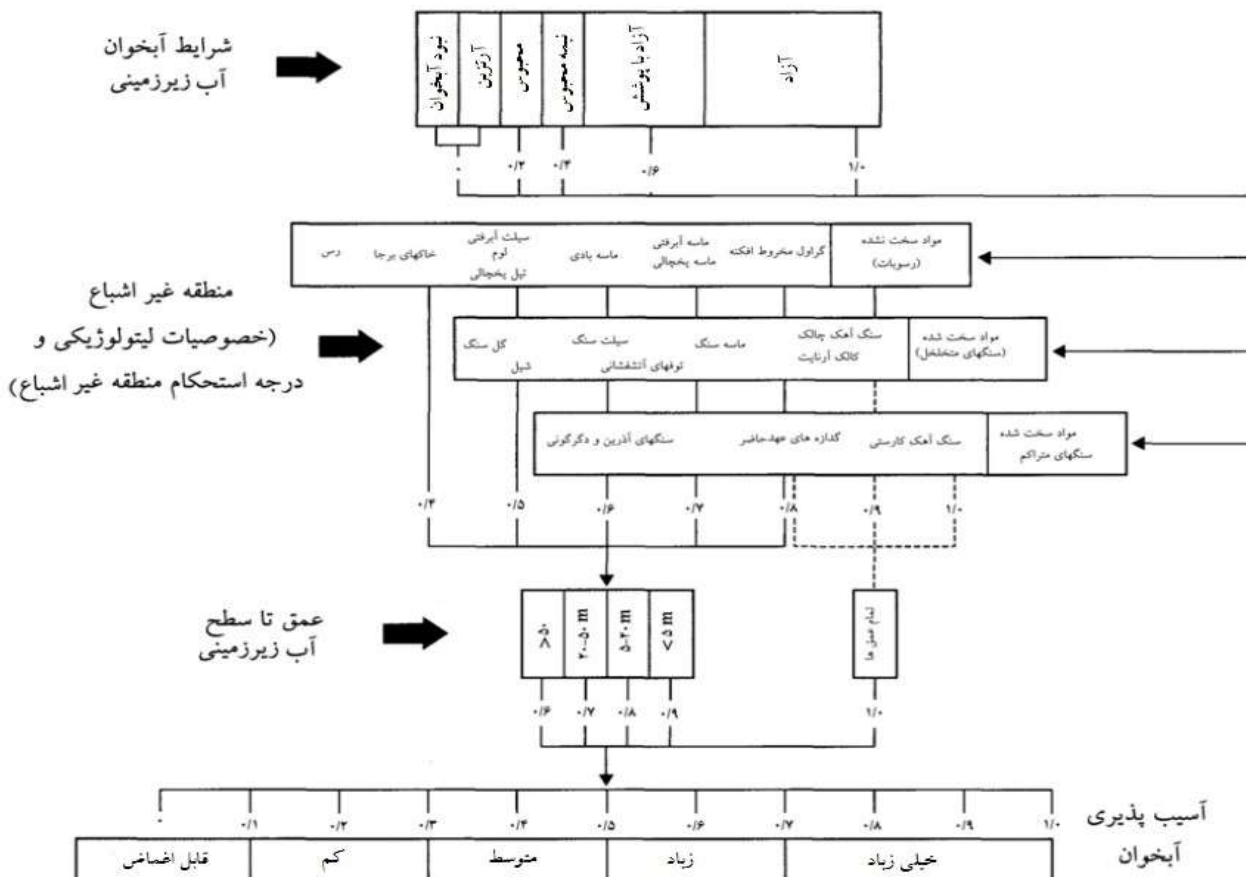 شرایط آبخوان
آب زیرزمینی
آزاد
آزاد با پوشش
نیمه محبوس
محبوس
آرتزین
نبود آبخوان
۱/۰
۰/۶
۰/۴
۰/۲
۰
منطقه غیر اشباع
(خصوصیات لیتولوژیکی و
درجه استحکام منطقه غیر اشباع)
مواد سخت نشده
(رسوبات)
گراول مخروط افکنه
ماسه آبرفتی
ماسه یخچالی
ماسه بادی
سیلت آبرفتی
لوم
تیل یخچالی
خاکهای برجا
رس
مواد سخت شده
(سنگهای متخلخل)
سنگ آهک چالک
کالک آرنایت
ماسه سنگ
سیلت سنگ
توفهای آتشفشانی
گل سنگ
شیل
مواد سخت شده
سنگهای متراکم
سنگ آهک کارستی
گدازه های عهدحاضر
سنگهای آذرین و دگرگونی
۱/۰
۰/۹
۰/۸
۰/۷
۰/۶
۰/۵
۰/۴
عمق تا سطح
آب زیرزمینی
تمام عمق ها
<۵ m
۵-۲۰ m
۲۰-۵۰ m
>۵۰
۱/۰
۰/۹
۰/۸
۰/۷
۰/۶
آسیب پذیری
آبخوان
۱/۰
۰/۹
۰/۸
۰/۷
۰/۶
۰/۵
۰/۴
۰/۳
۰/۲
۰/۱
۰
خیلی زیاد
زیاد
متوسط
کم
قابل اغماض